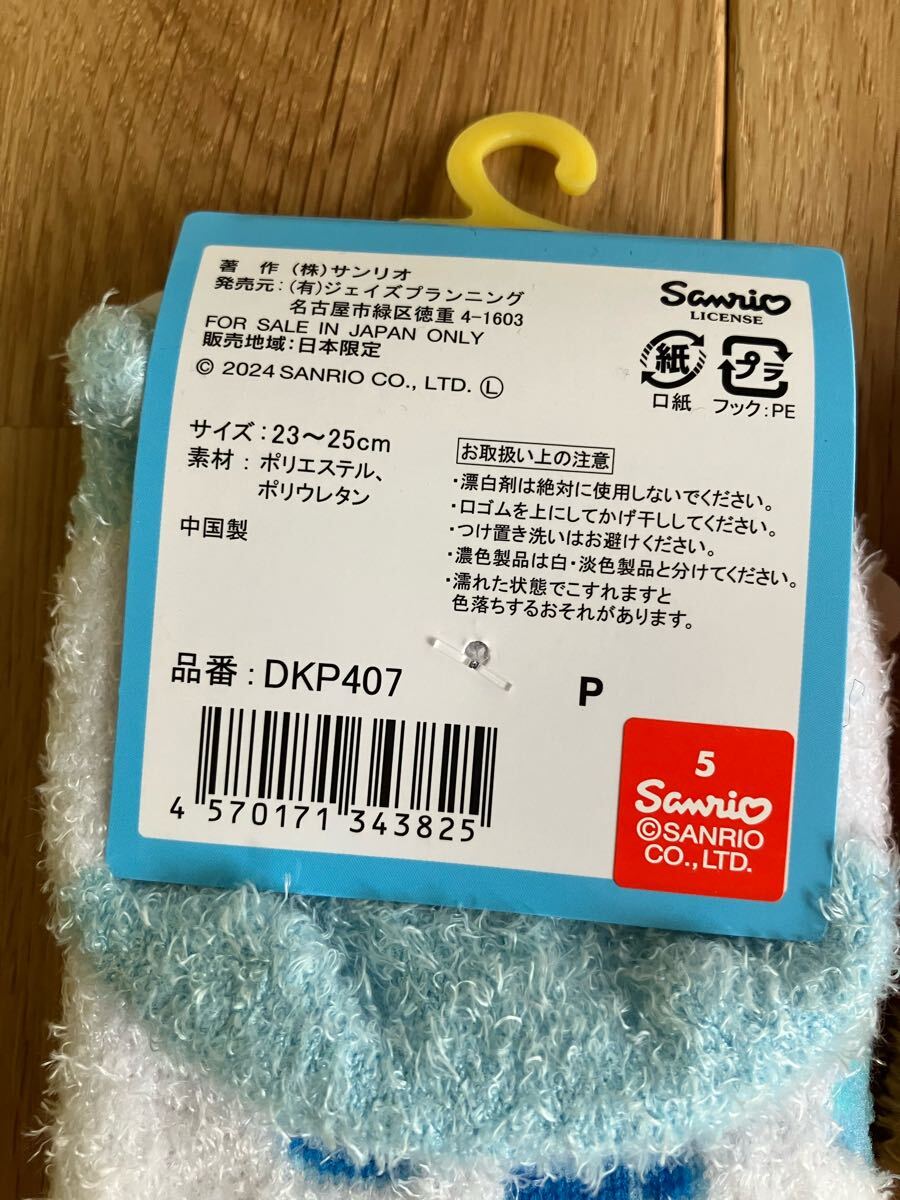 著　作 (株)サンリオ
発売元：(有)ジェイズプランニング
名古屋市緑区徳重 4-1603
FOR SALE IN JAPAN ONLY
販売地域：日本限定
© 2024 SANRIO CO., LTD. Ⓛ
Sanrio
LICENSE
紙
口紙
プラ
フック：PE
サイズ：23〜25cm
素材：ポリエステル、
ポリウレタン
中国製
お取扱い上の注意
・漂白剤は絶対に使用しないでください。
・口ゴムを上にしてかげ干ししてください。
・つけ置き洗いはお避けください。
・濃色製品は白・淡色製品と分けてください。
・濡れた状態でこすれますと
色落ちするおそれがあります。
品番：DKP407
P
4 570171 343825
5
Sanrio
©SANRIO
CO., LTD.